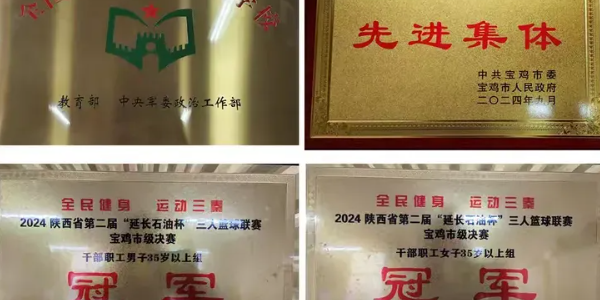 教育部 中央军委政治工作部
先进集体
中共宝鸡市委
宝鸡市人民政府
二〇二四年九月
全民健身 运动三秦
2024 陕西省第二届“延长石油杯”三人篮球联赛
宝鸡市级决赛
干部职工男子35岁以上组
冠军
全民健身 运动三秦
2024 陕西省第二届“延长石油杯”三人篮球联赛
宝鸡市级决赛
干部职工女子35岁以上组
冠军